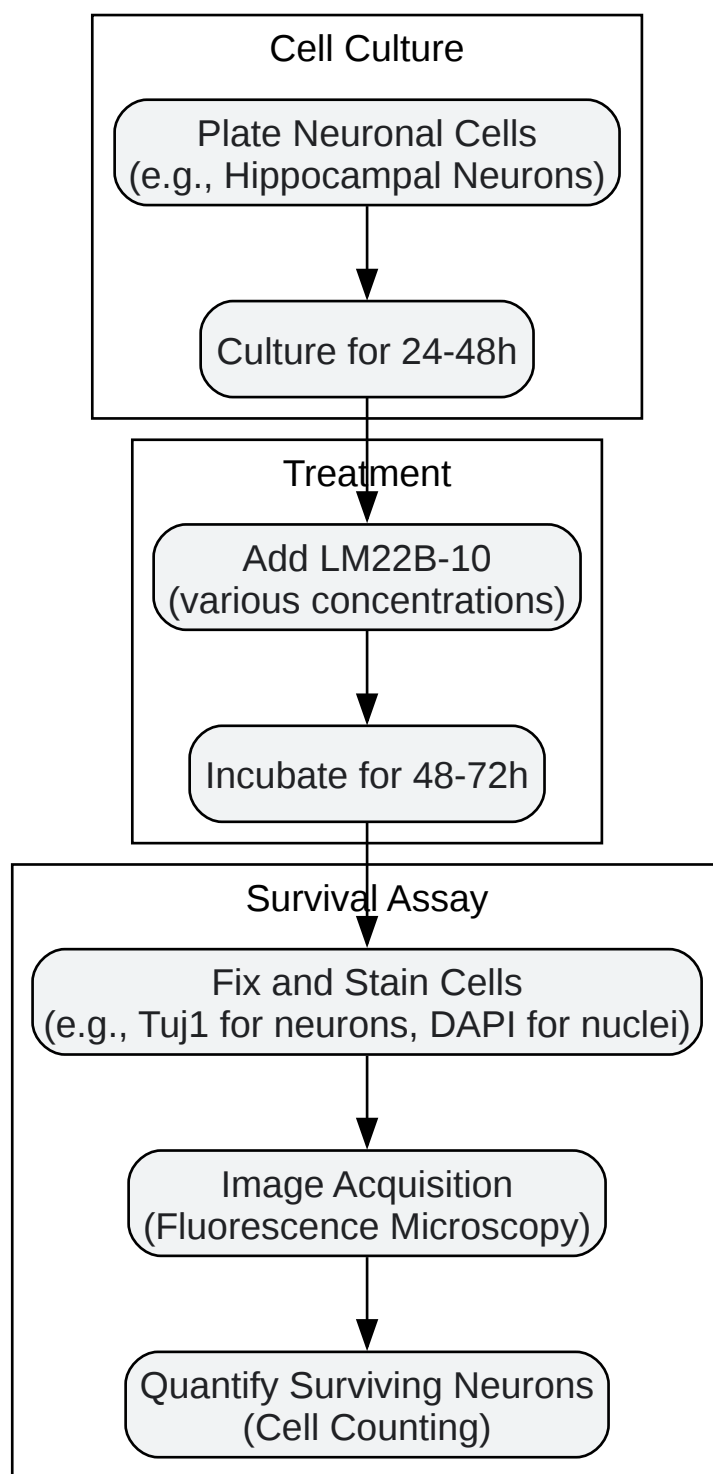 Cell Culture
Plate Neuronal Cells
(e.g., Hippocampal Neurons)
Culture for 24-48h
Treatment
Add LM22B-10
(various concentrations)
Incubate for 48-72h
Survival Assay
Fix and Stain Cells
(e.g., Tuj1 for neurons, DAPI for nuclei)
Image Acquisition
(Fluorescence Microscopy)
Quantify Surviving Neurons
(Cell Counting)